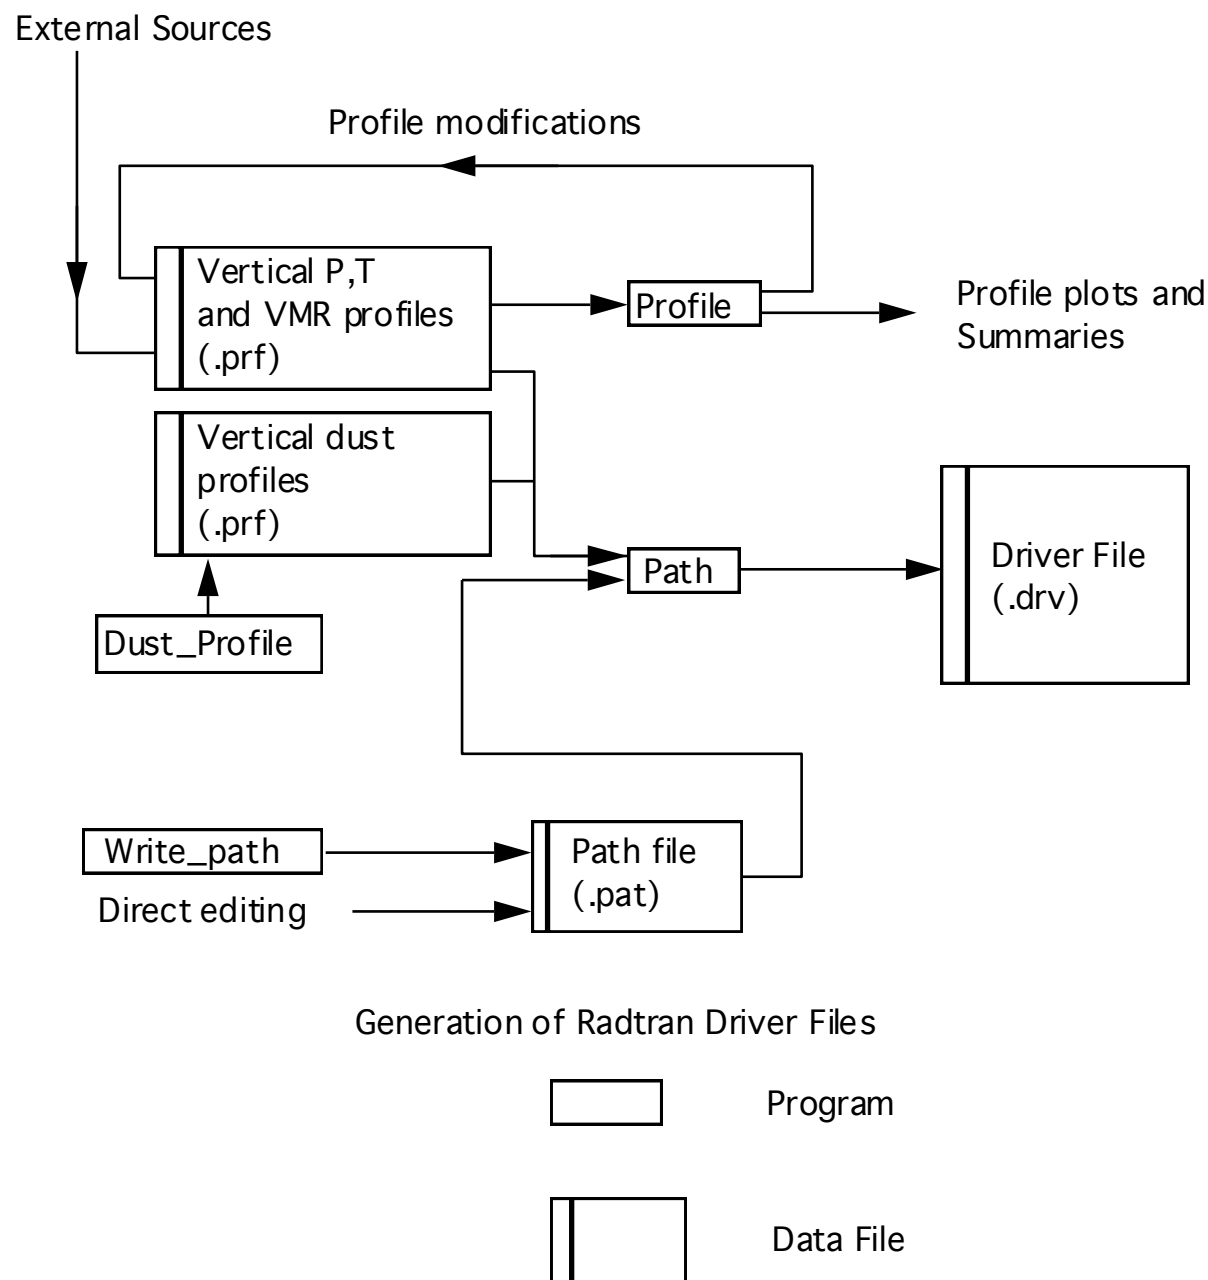 External Sources
Profile modifications
Vertical P,T
and VMR profiles
(.prf)
Profile
Profile plots and
Summaries
Vertical dust
profiles
(.prf)
Path
Driver File
(.drv)
Dust_Profile
Write_path
Direct editing
Path file
(.pat)
Generation of Radtran Driver Files
Program
Data File